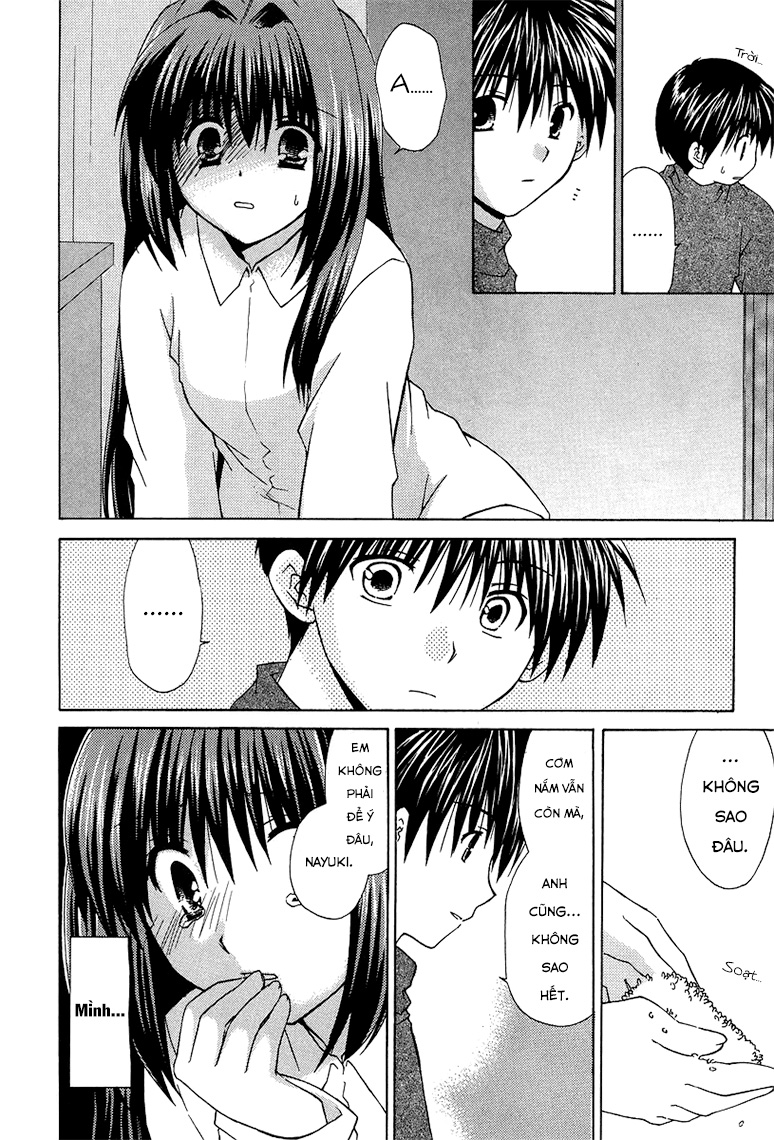 Trời...
......
A......
......
...
KHÔNG
SAO
ĐÂU.
Soạt...
CƠM
NẮM VẪN
CÒN MÀ,
ANH
CŨNG...
KHÔNG
SAO
HẾT.
EM
KHÔNG
PHẢI
ĐỂ Ý
ĐÂU,
NAYUKI.
Mình...